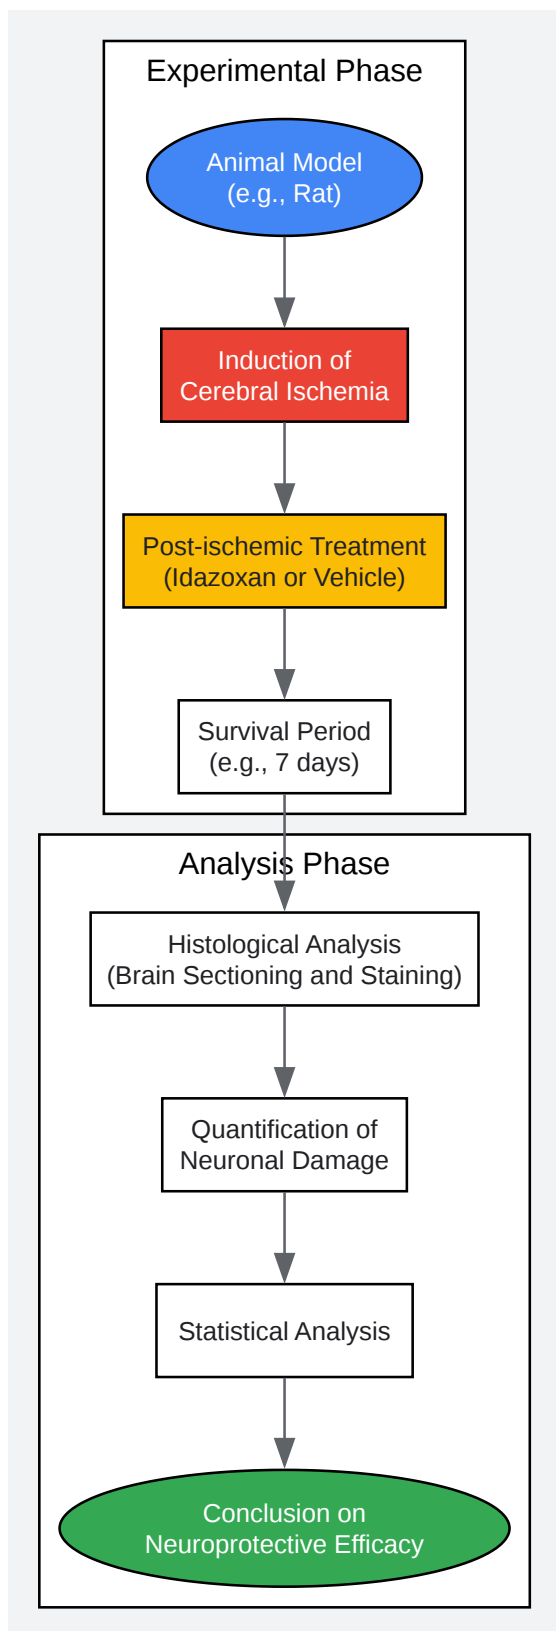 Experimental Phase
Animal Model
(e.g., Rat)
Induction of
Cerebral Ischemia
Post-ischemic Treatment
(Idazoxan or Vehicle)
Survival Period
(e.g., 7 days)
Analysis Phase
Histological Analysis
(Brain Sectioning and Staining)
Quantification of
Neuronal Damage
Statistical Analysis
Conclusion on
Neuroprotective Efficacy